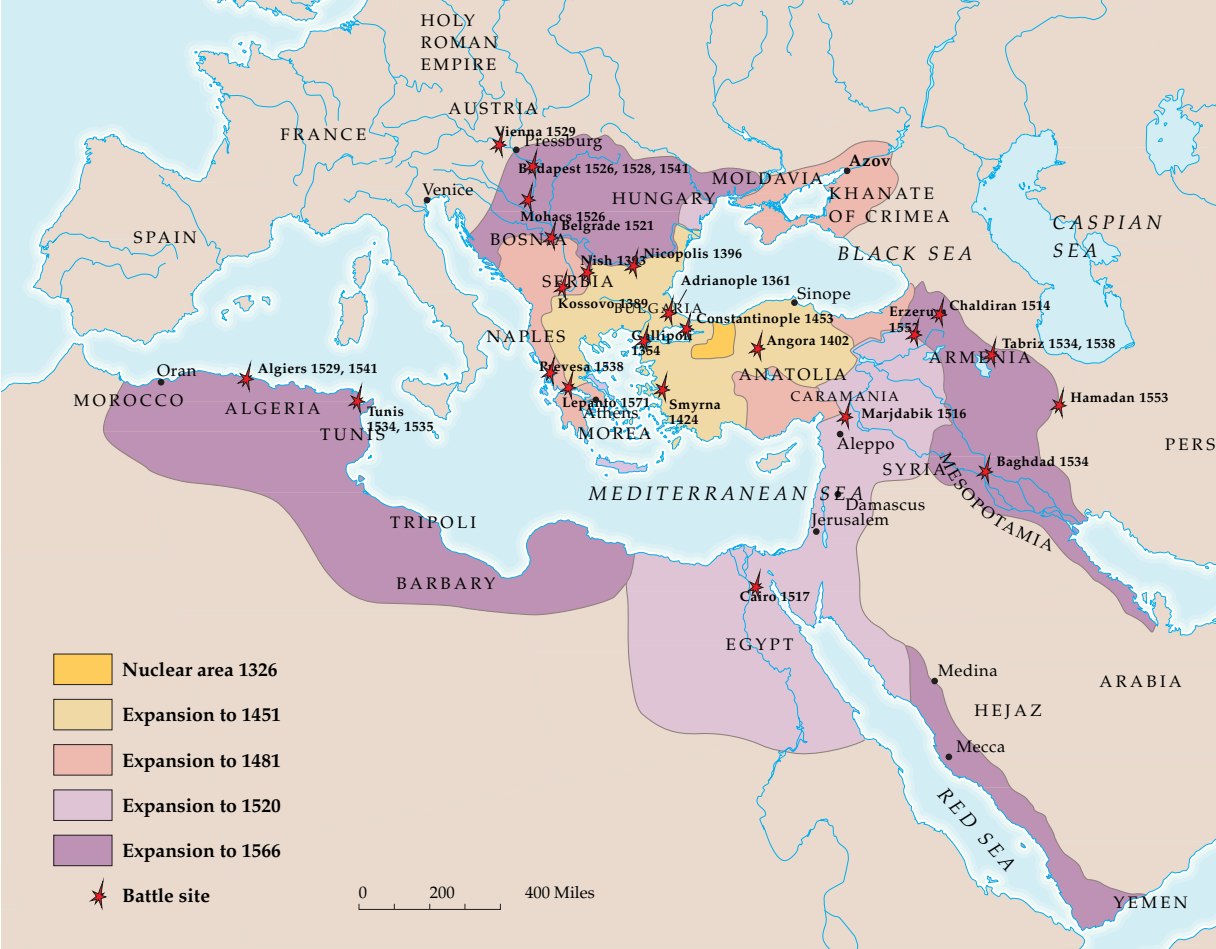 HOLY
ROMAN
EMPIRE
AUSTRIA
FRANCE
Vienna 1529
Pressburg
Budapest 1526, 1528, 1541
MOLDAVIA
Azov
KHANATE
OF CRIMEA
Venice
HUNGARY
Mohacs 1526
Belgrade 1521
SPAIN
BOSNIA
CASPIAN
SEA
BLACK SEA
Nish 1393
Nicopolis 1396
SERBIA
Adrianople 1361
Kossovo 1389
BULGARIA
Sinope
Constantinople 1453
Erzerum
1552
Chaldiran 1514
NAPLES
Gallipoli
1354
Angora 1402
Tabriz 1534, 1538
ARMENIA
Oran
Algiers 1529, 1541
Prevesa 1538
ANATOLIA
MOROCCO
ALGERIA
Tunis
1534, 1535
TUNIS
Lepanto 1571
Athens
MOREA
Smyrna
1424
CARAMANIA
Marjdabik 1516
Hamadan 1553
Aleppo
PERS
SYRIA
Baghdad 1534
MESOPOTAMIA
MEDITERRANEAN SEA
Damascus
Jerusalem
TRIPOLI
BARBARY
Cairo 1517
EGYPT
Medina
ARABIA
HEJAZ
Mecca
RED SEA
YEMEN
Nuclear area 1326
Expansion to 1451
Expansion to 1481
Expansion to 1520
Expansion to 1566
Battle site
0 200 400 Miles